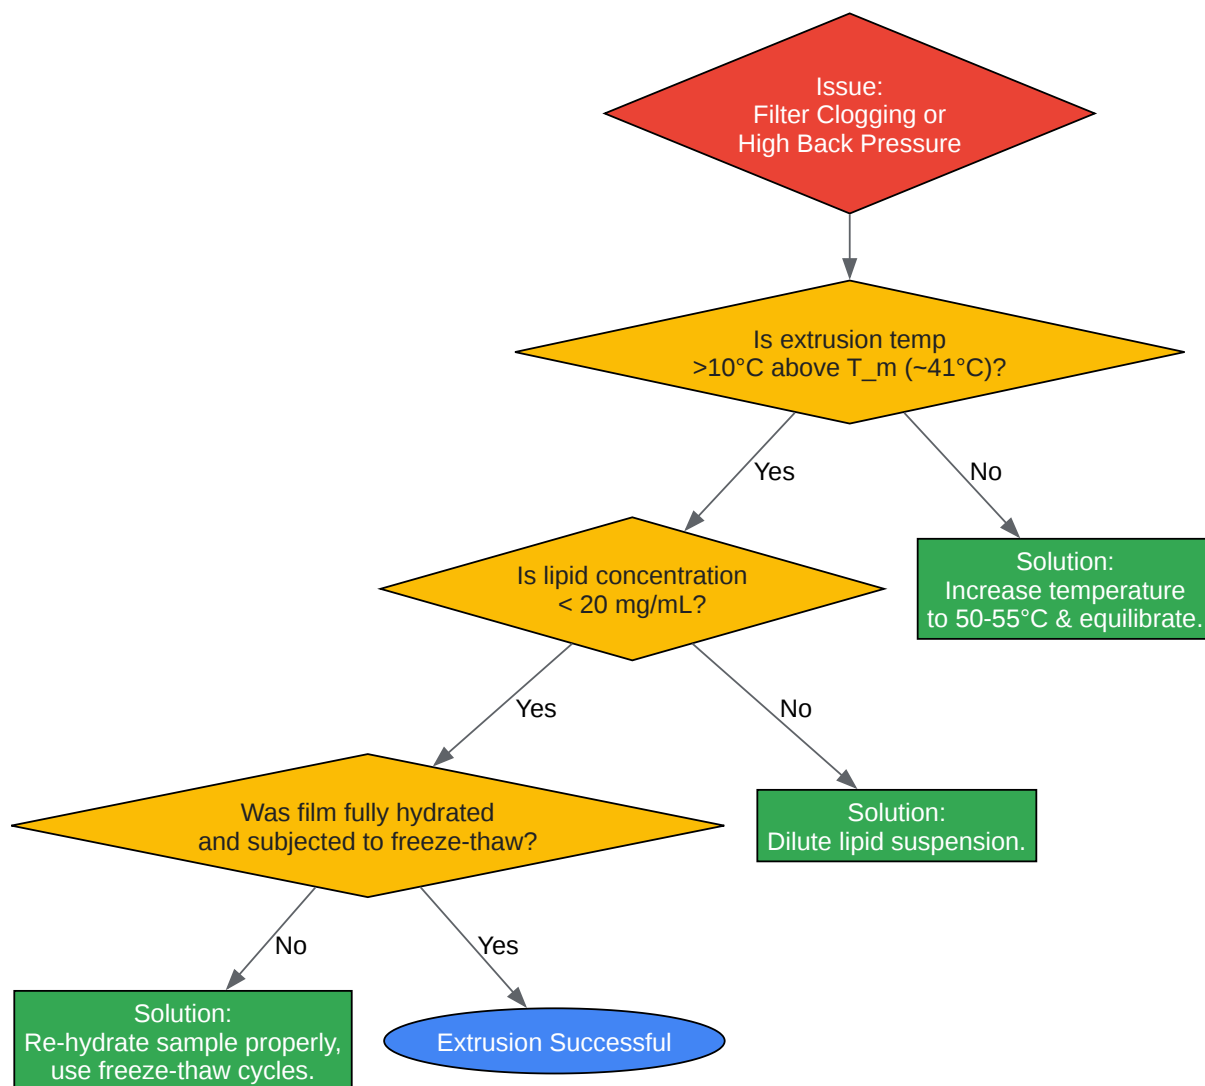 Issue:
Filter Clogging or
High Back Pressure
Is extrusion temp
>10°C above T_m (~41°C)?
Yes
No
Is lipid concentration
< 20 mg/mL?
Solution:
Increase temperature
to 50-55°C & equilibrate.
Yes
No
Was film fully hydrated
and subjected to freeze-thaw?
Solution:
Dilute lipid suspension.
No
Yes
Solution:
Re-hydrate sample properly,
use freeze-thaw cycles.
Extrusion Successful